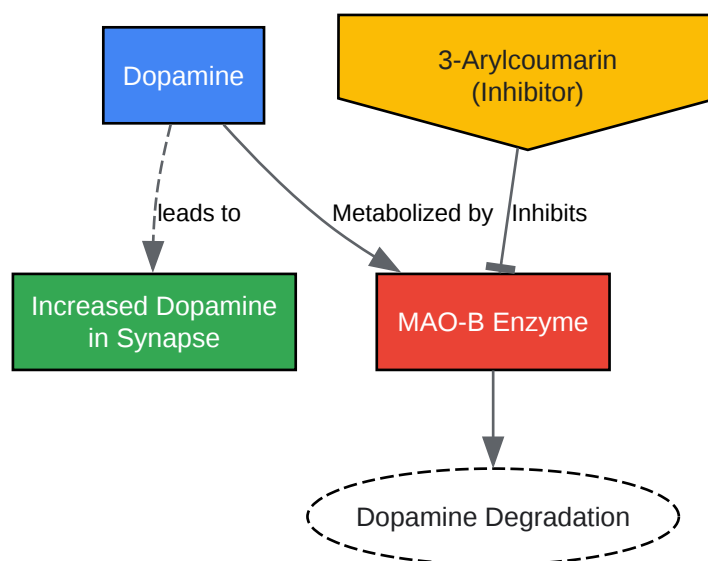 Dopamine
3-Arylcoumarin
(Inhibitor)
leads to
Metabolized by
Inhibits
Increased Dopamine
in Synapse
MAO-B Enzyme
Dopamine Degradation